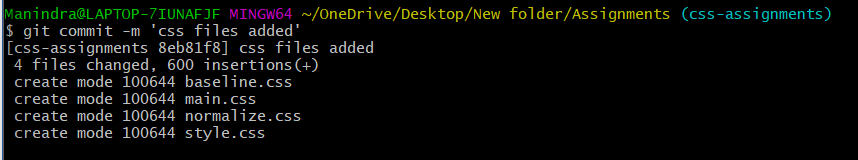 Manindra@LAPTOP-7IUNAFJF MINGW64 ~/OneDrive/Desktop/New folder/Assignments (css-assignments)
$ git commit -m 'css files added'
[css-assignments 8eb81f8] css files added
 4 files changed, 600 insertions(+)
 create mode 100644 baseline.css
 create mode 100644 main.css
 create mode 100644 normalize.css
 create mode 100644 style.css